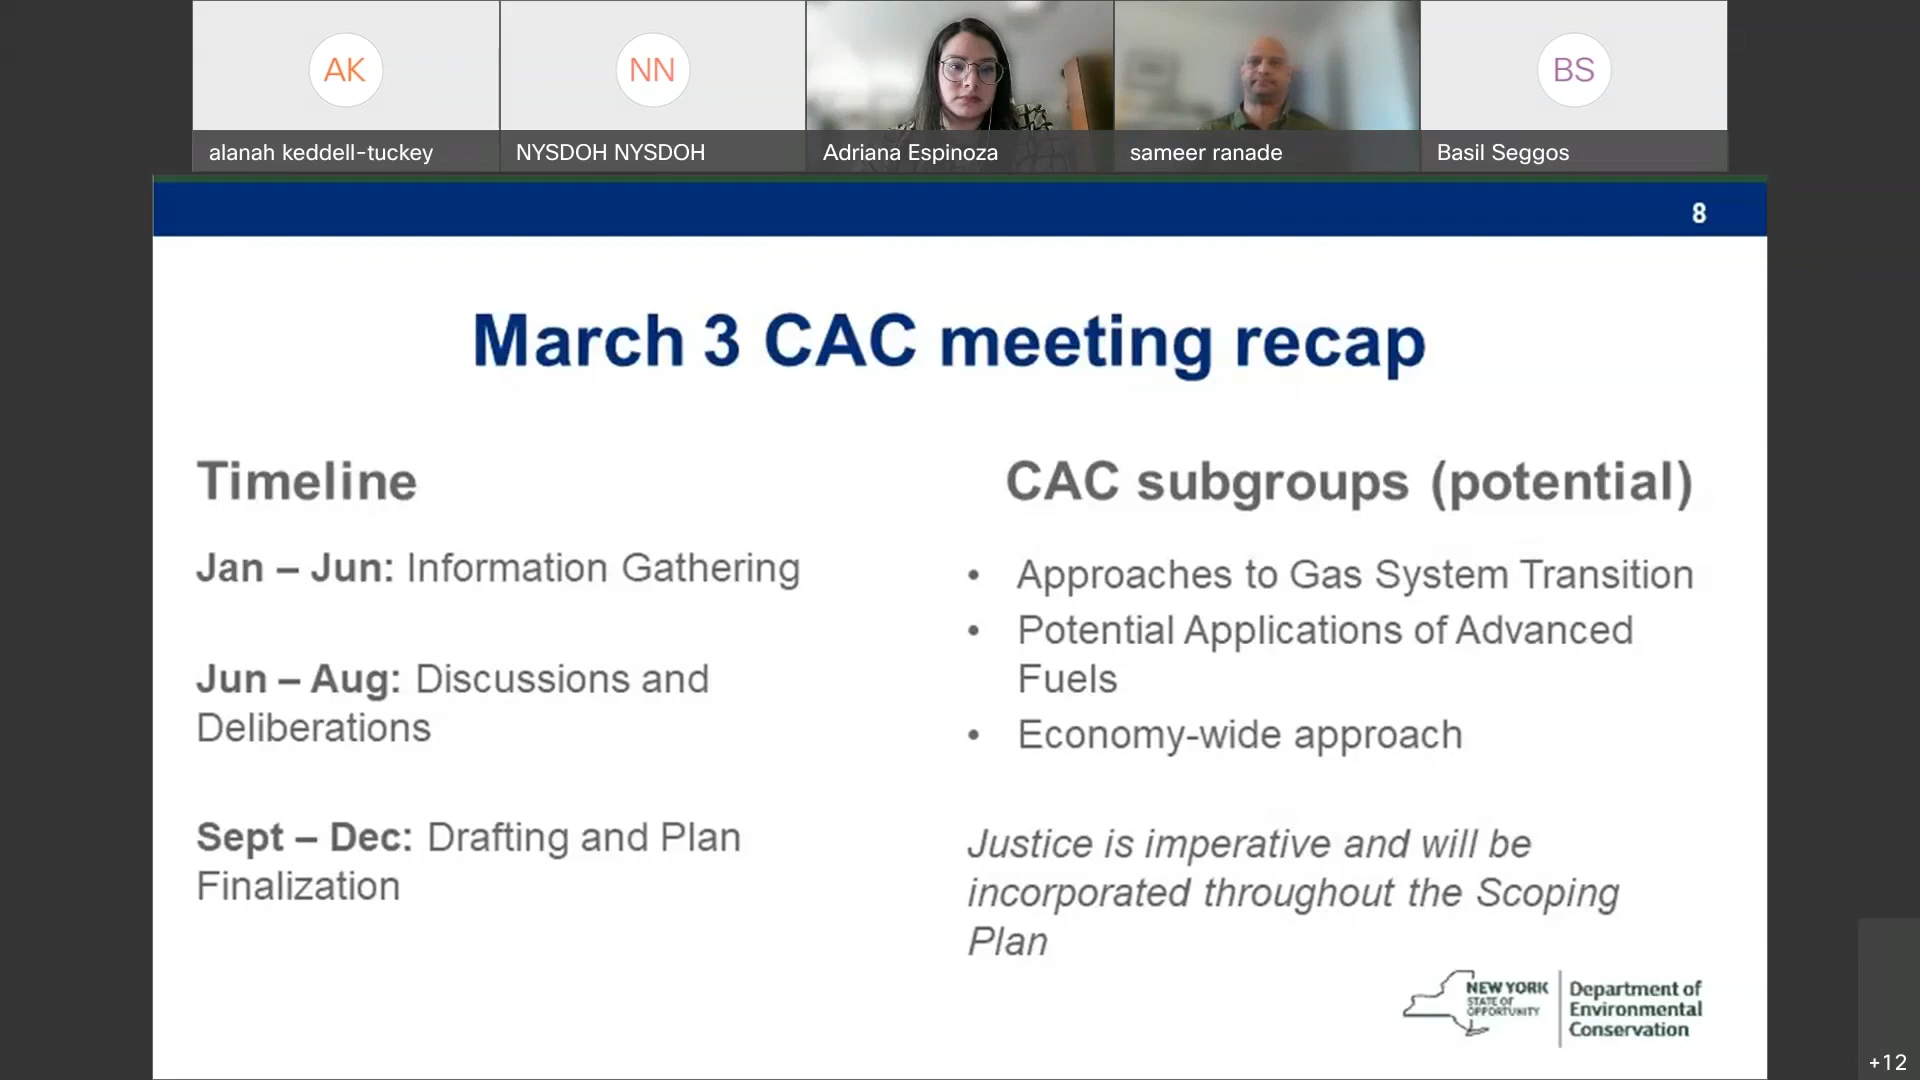 AK
NN
BS
alanah keddell-tuckey
NYSDOH NYSDOH
Adriana Espinoza
sameer ranade
Basil Seggos
8
March 3 CAC meeting recap
Timeline
Jan – Jun: Information Gathering
Jun – Aug: Discussions and
Deliberations
Sept – Dec: Drafting and Plan
Finalization
CAC subgroups (potential)
• Approaches to Gas System Transition
• Potential Applications of Advanced
Fuels
• Economy-wide approach
Justice is imperative and will be
incorporated throughout the Scoping
Plan
NEW YORK
STATE OF
OPPORTUNITY
Department of
Environmental
Conservation
+12